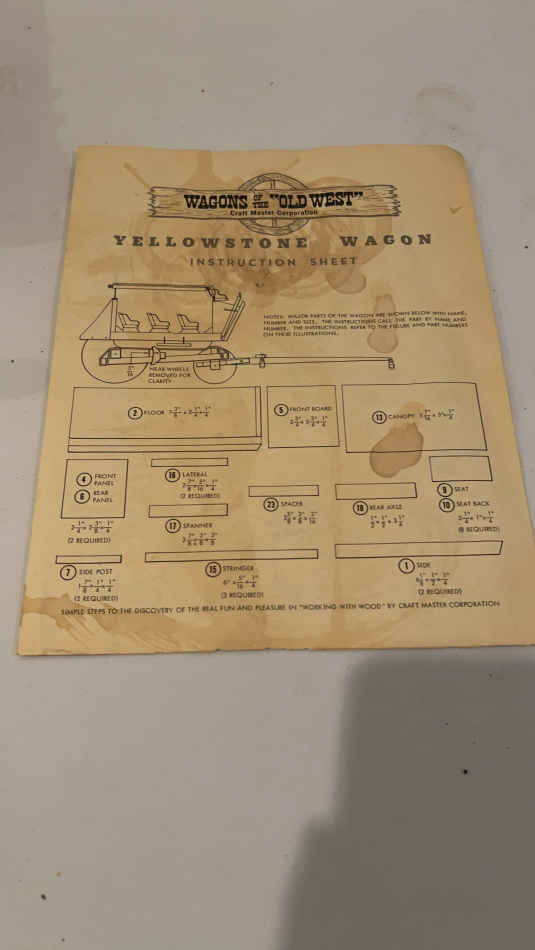 WAGONS OF THE "OLD WEST"
Craft Master Corporation
YELLOWSTONE WAGON
INSTRUCTION SHEET
NOTES: MAJOR PARTS OF THE WAGON ARE SHOWN BELOW WITH NAME,
NUMBER AND SIZE. THE INSTRUCTIONS CALL THE PART BY NAME AND
NUMBER. THE INSTRUCTIONS REFER TO THE FIGURE AND PART NUMBERS
ON THESE ILLUSTRATIONS.
NEAR WHEELS
REMOVED FOR
CLARITY
2 FLOOR
5 FRONT BOARD
13 CANOPY
4 FRONT
PANEL
6 REAR
PANEL
(2 REQUIRED)
16 LATERAL
(2 REQUIRED)
17 SPANNER
23 SPACER
18 REAR AXLE
9 SEAT
10 SEAT BACK
(6 REQUIRED)
7 SIDE POST
(2 REQUIRED)
15 STRINGER
(3 REQUIRED)
1 SIDE
(2 REQUIRED)
SIMPLE STEPS TO THE DISCOVERY OF THE REAL FUN AND PLEASURE IN "WORKING WITH WOOD" BY CRAFT MASTER CORPORATION